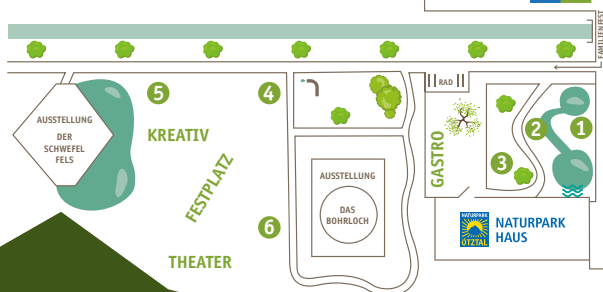 FAMILIENFEST
RAD
5
4
AUSSTELLUNG
DER
SCHWEFEL
FELS
KREATIV
FESTPLATZ
THEATER
6
AUSSTELLUNG
DAS
BOHRLOCH
GASTRO
3
2
1
NATURPARK
ÖTZTAL
NATURPARK
HAUS